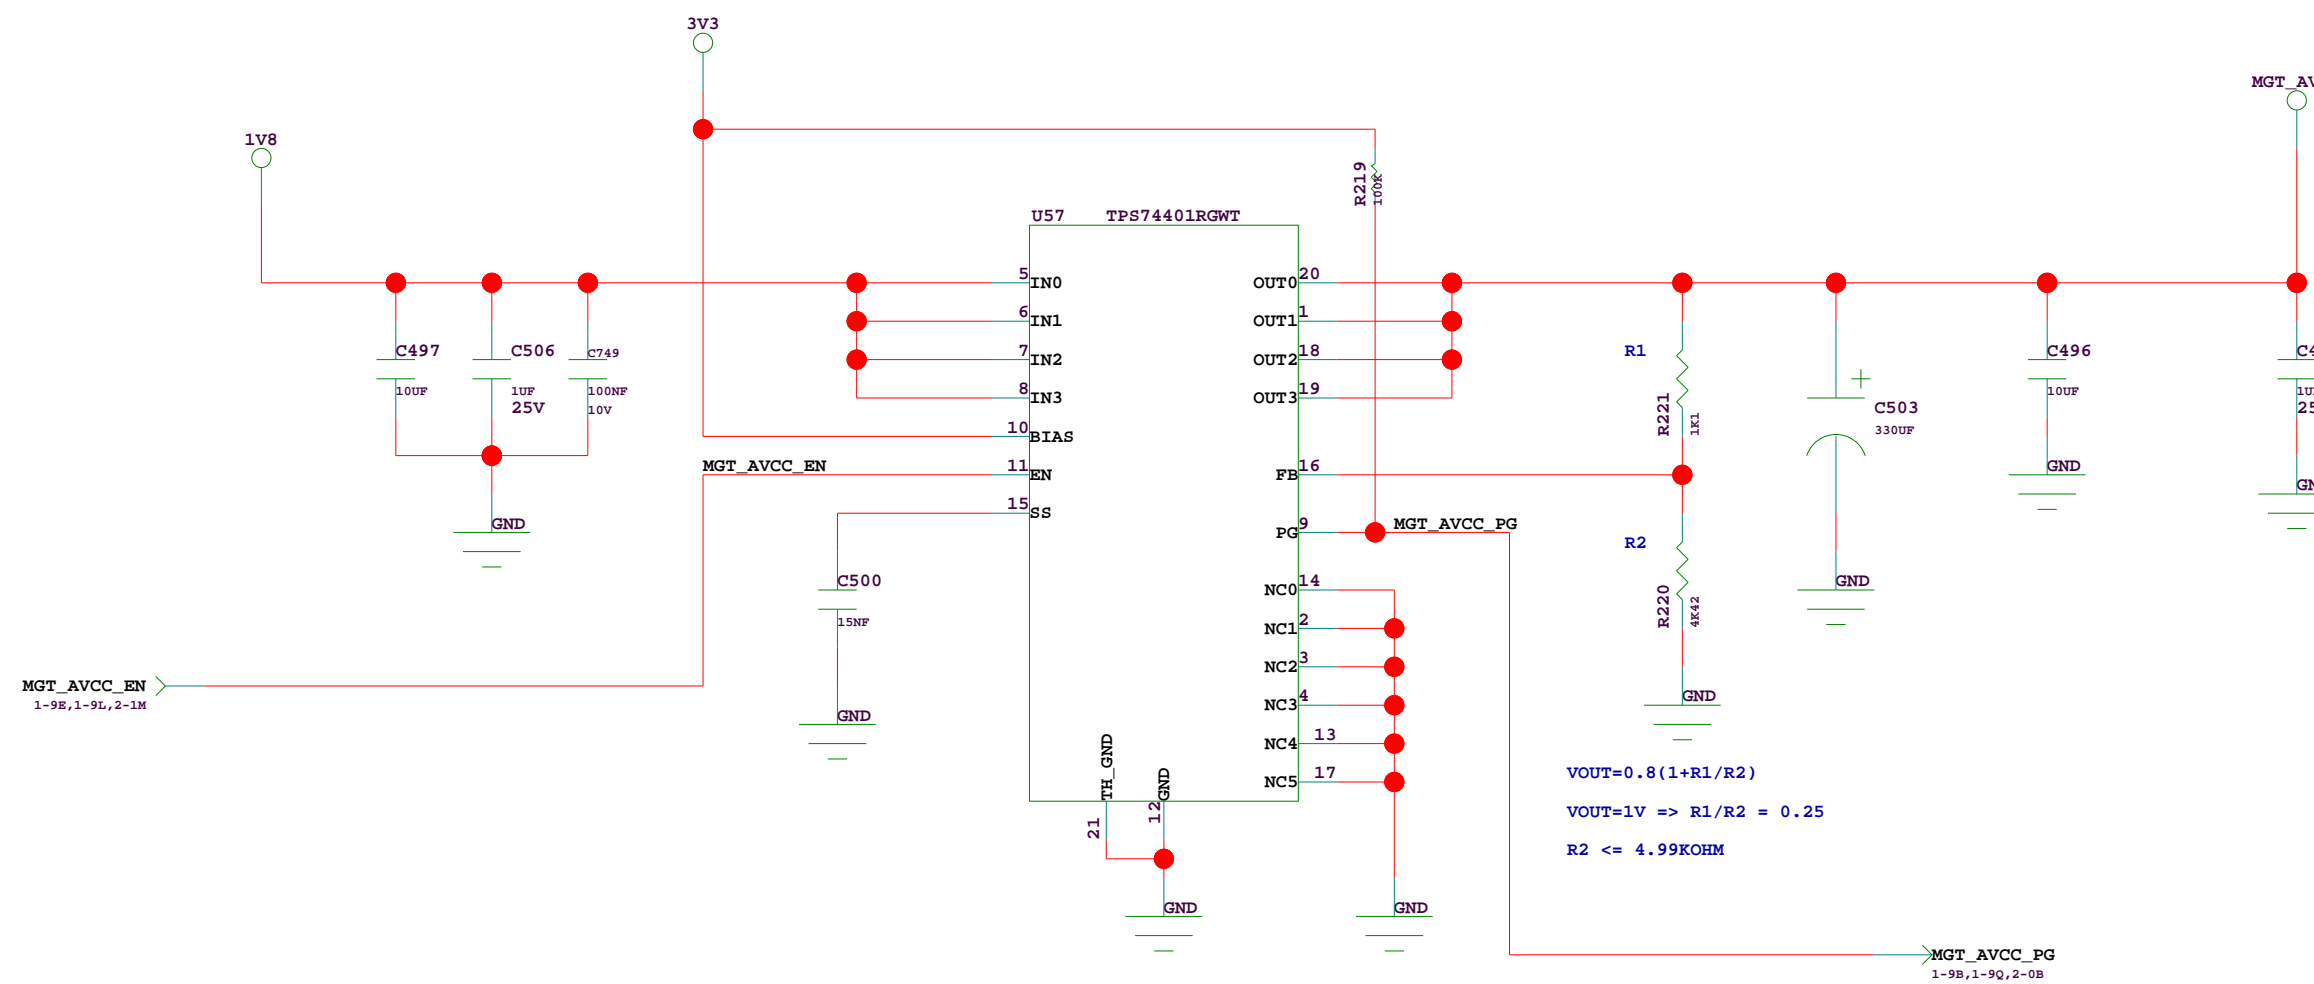 3V3
MGT_AV
1V8
R219
100K
U57 TPS74401RGWT
5 IN0
6 IN1
7 IN2
8 IN3
10 BIAS
11 EN
15 SS
OUT0 20
OUT1 1
OUT2 18
OUT3 19
FB 16
PG 9
NC0 14
NC1 2
NC2 3
NC3 4
NC4 13
NC5 17
TH_GND
21
GND
12
C497
10UF
C506
1UF
25V
C749
100NF
10V
GND
MGT_AVCC_EN
C500
15NF
GND
MGT_AVCC_EN
1-9E,1-9L,2-1M
GND
GND
MGT_AVCC_PG
R1
R221
1K1
R2
R220
4K42
GND
C503
330UF
GND
C496
10UF
GND
C4
1U
25
GN
VOUT=0.8(1+R1/R2)
VOUT=1V => R1/R2 = 0.25
R2 <= 4.99KOHM
MGT_AVCC_PG
1-9B,1-9Q,2-0B